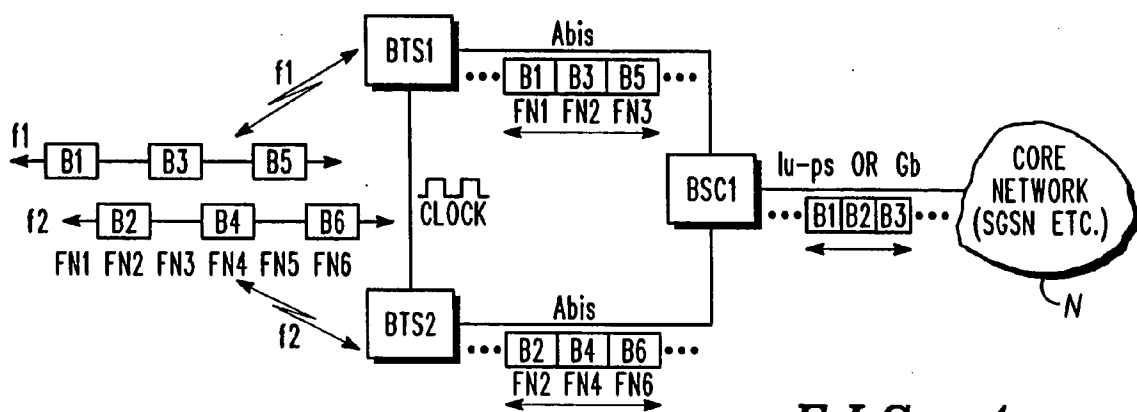 BTS1
Abis
••• B1 B3 B5 •••
FN1 FN2 FN3
f1
f1
B1 B3 B5
f2
B2 B4 B6
FN1 FN2 FN3 FN4 FN5 FN6
CLOCK
BSC1
Iu-ps OR Gb
••• B1 B2 B3 •••
CORE
NETWORK
(SGSN ETC.)
N
f2
BTS2
Abis
••• B2 B4 B6 •••
FN2 FN4 FN6